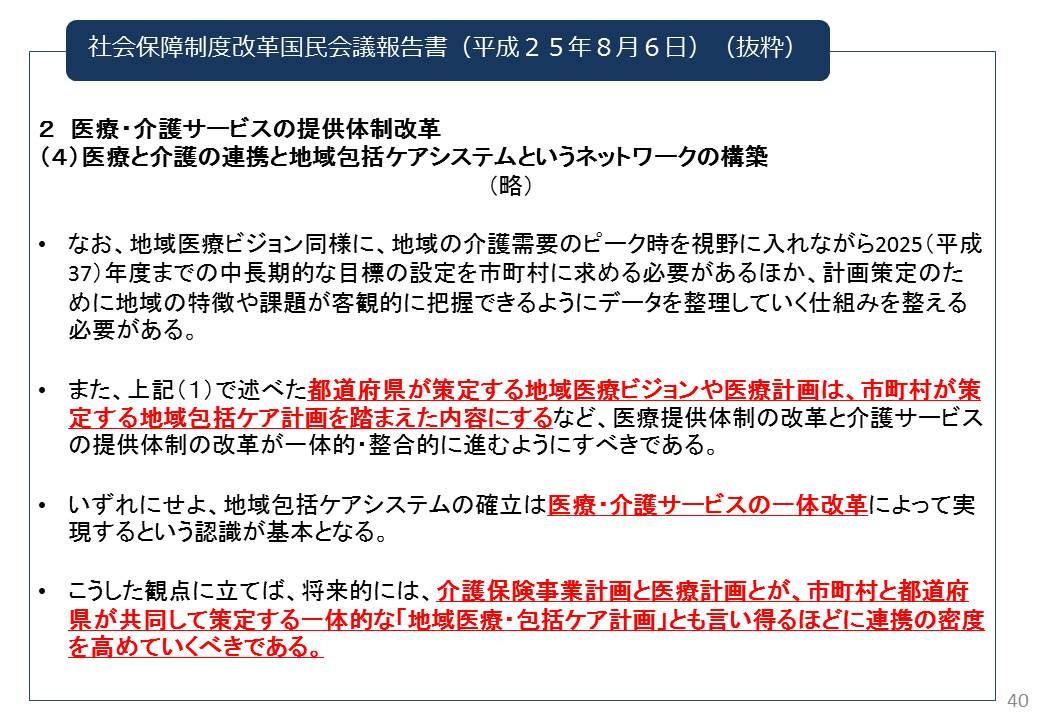 社会保障制度改革国民会議報告書（平成２５年８月６日）（抜粋）
２　医療・介護サービスの提供体制改革
（４）医療と介護の連携と地域包括ケアシステムというネットワークの構築
（略）
• なお、地域医療ビジョン同様に、地域の介護需要のピーク時を視野に入れながら2025（平成
37）年度までの中長期的な目標の設定を市町村に求める必要があるほか、計画策定のた
めに地域の特徴や課題が客観的に把握できるようにデータを整理していく仕組みを整える
必要がある。
• また、上記（１）で述べた都道府県が策定する地域医療ビジョンや医療計画は、市町村が策
定する地域包括ケア計画を踏まえた内容にするなど、医療提供体制の改革と介護サービス
の提供体制の改革が一体的・整合的に進むようにすべきである。
• いずれにせよ、地域包括ケアシステムの確立は医療・介護サービスの一体改革によって実
現するという認識が基本となる。
• こうした観点に立てば、将来的には、介護保険事業計画と医療計画とが、市町村と都道府
県が共同して策定する一体的な「地域医療・包括ケア計画」とも言い得るほどに連携の密度
を高めていくべきである。
40